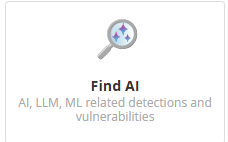 Find AI
AI, LLM, ML related detections and
vulnerabilities